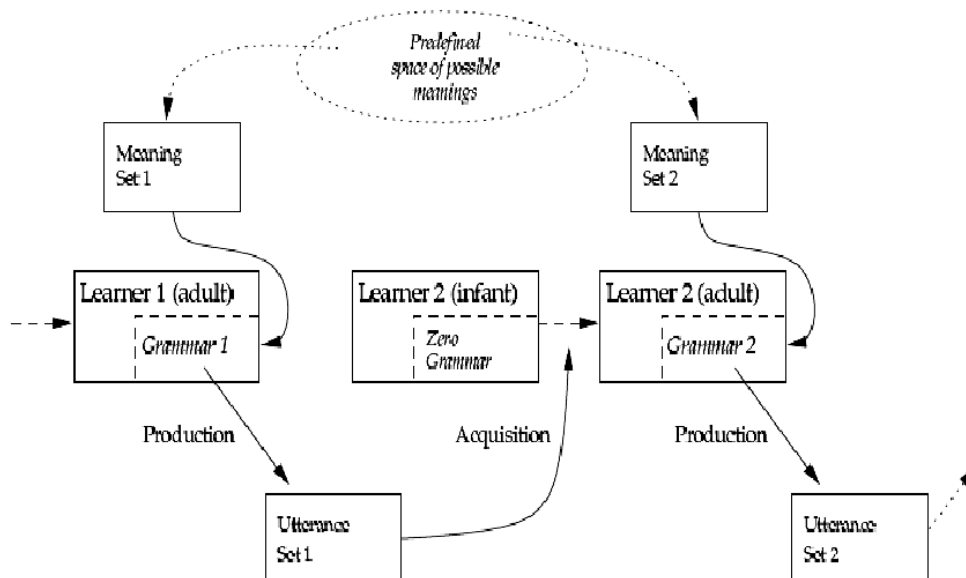 Predefined
space of possible
meanings
Meaning
Set 1
Meaning
Set 2
Learner 1 (adult)
Grammar 1
Learner 2 (infant)
Zero
Grammar
Learner 2 (adult)
Grammar 2
Production
Acquisition
Production
Utterance
Set 1
Utterance
Set 2